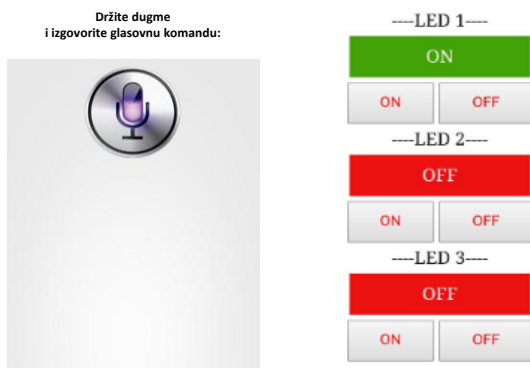 Držite dugme
i izgovorite glasovnu komandu:
----LED 1----
ON
ON OFF
----LED 2----
OFF
ON OFF
----LED 3----
OFF
ON OFF